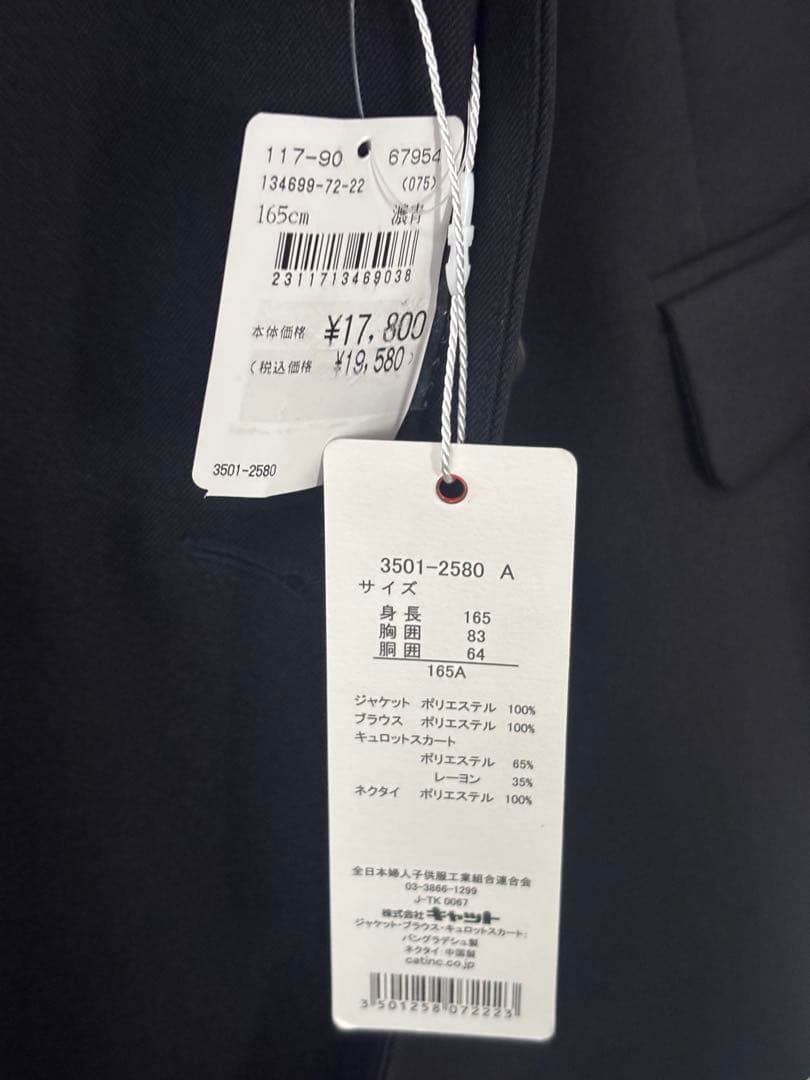 117-90 67954
134699-72-22 (075)
165cm 濃青
2311713469038
本体価格 ¥17,800
(税込価格 ¥19,580)
3501-2580
3501-2580 A
サイズ
身長 165
胸囲 83
胴囲 64
165A
ジャケット ポリエステル 100%
ブラウス ポリエステル 100%
キュロットスカート
ポリエステル 65%
レーヨン 35%
ネクタイ ポリエステル 100%
全日本婦人子供服工業組合連合会
03-3866-1299
J-TK 0067
株式会社キャット
ジャケット・ブラウス・キュロットスカート:
バングラデシュ製
ネクタイ:中国製
catinc.co.jp
3501258072223